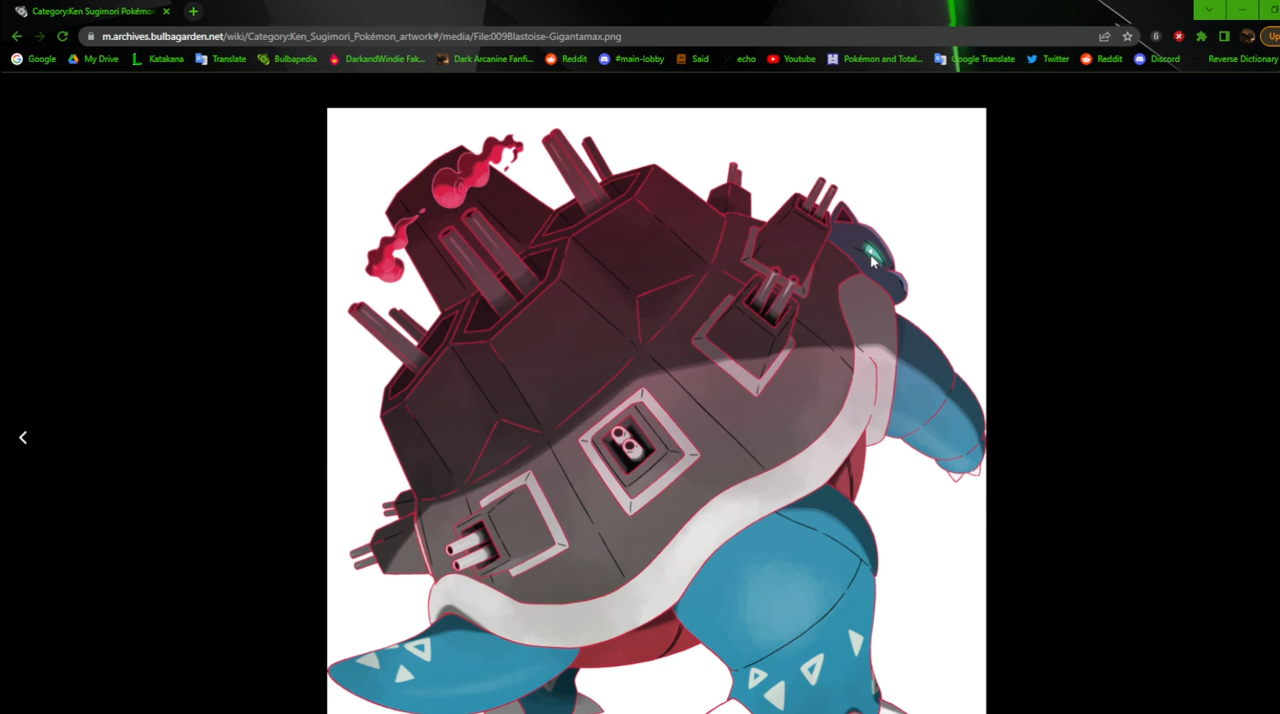 Category:Ken Sugimori Pokémon
m.archives.bulbagarden.net/wiki/Category:Ken_Sugimori_Pokémon_artwork#/media/File:009Blastoise-Gigantamax.png
Up
Google My Drive Katakana Translate Bulbapedia DarkandWindie Fak... Dark Arcanine Fanfi... Reddit #main-lobby Said echo Youtube Pokémon and Total... Google Translate Twitter Reddit Discord Reverse Dictionary